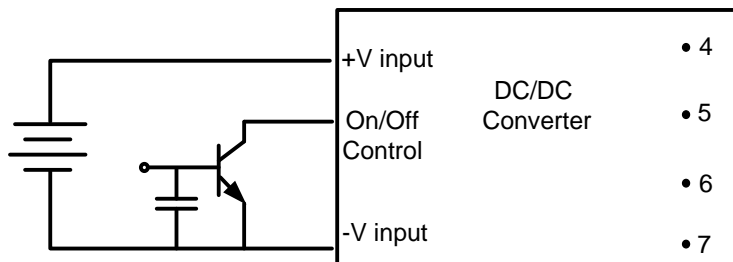 +V input
4
DC/DC
Converter
5
On/Off
Control
6
-V input
7